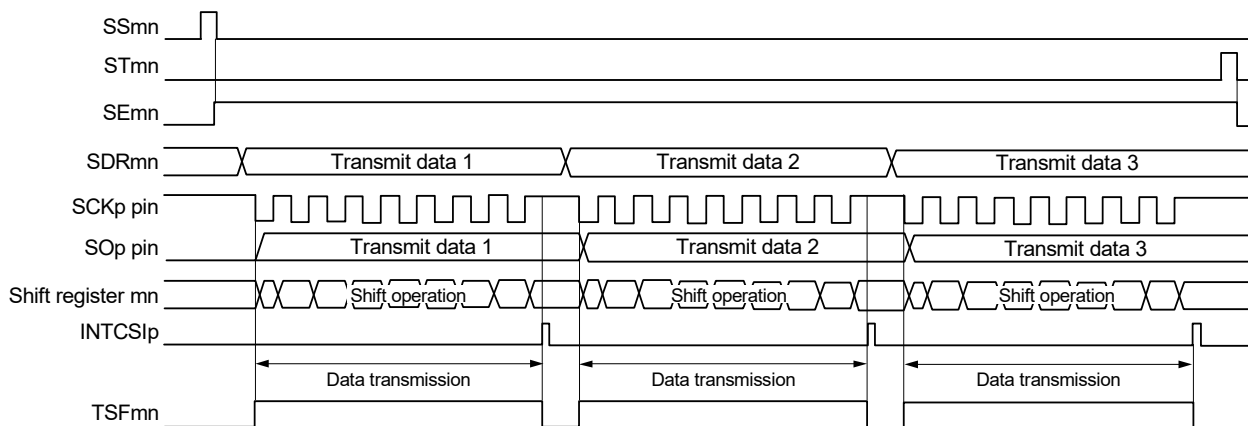 SSmn
STmn
SEmn
SDRmn Transmit data 1 Transmit data 2 Transmit data 3
SCKp pin
SOp pin Transmit data 1 Transmit data 2 Transmit data 3
Shift register mn Shift operation Shift operation Shift operation
INTCSIp
Data transmission Data transmission Data transmission
TSFmn